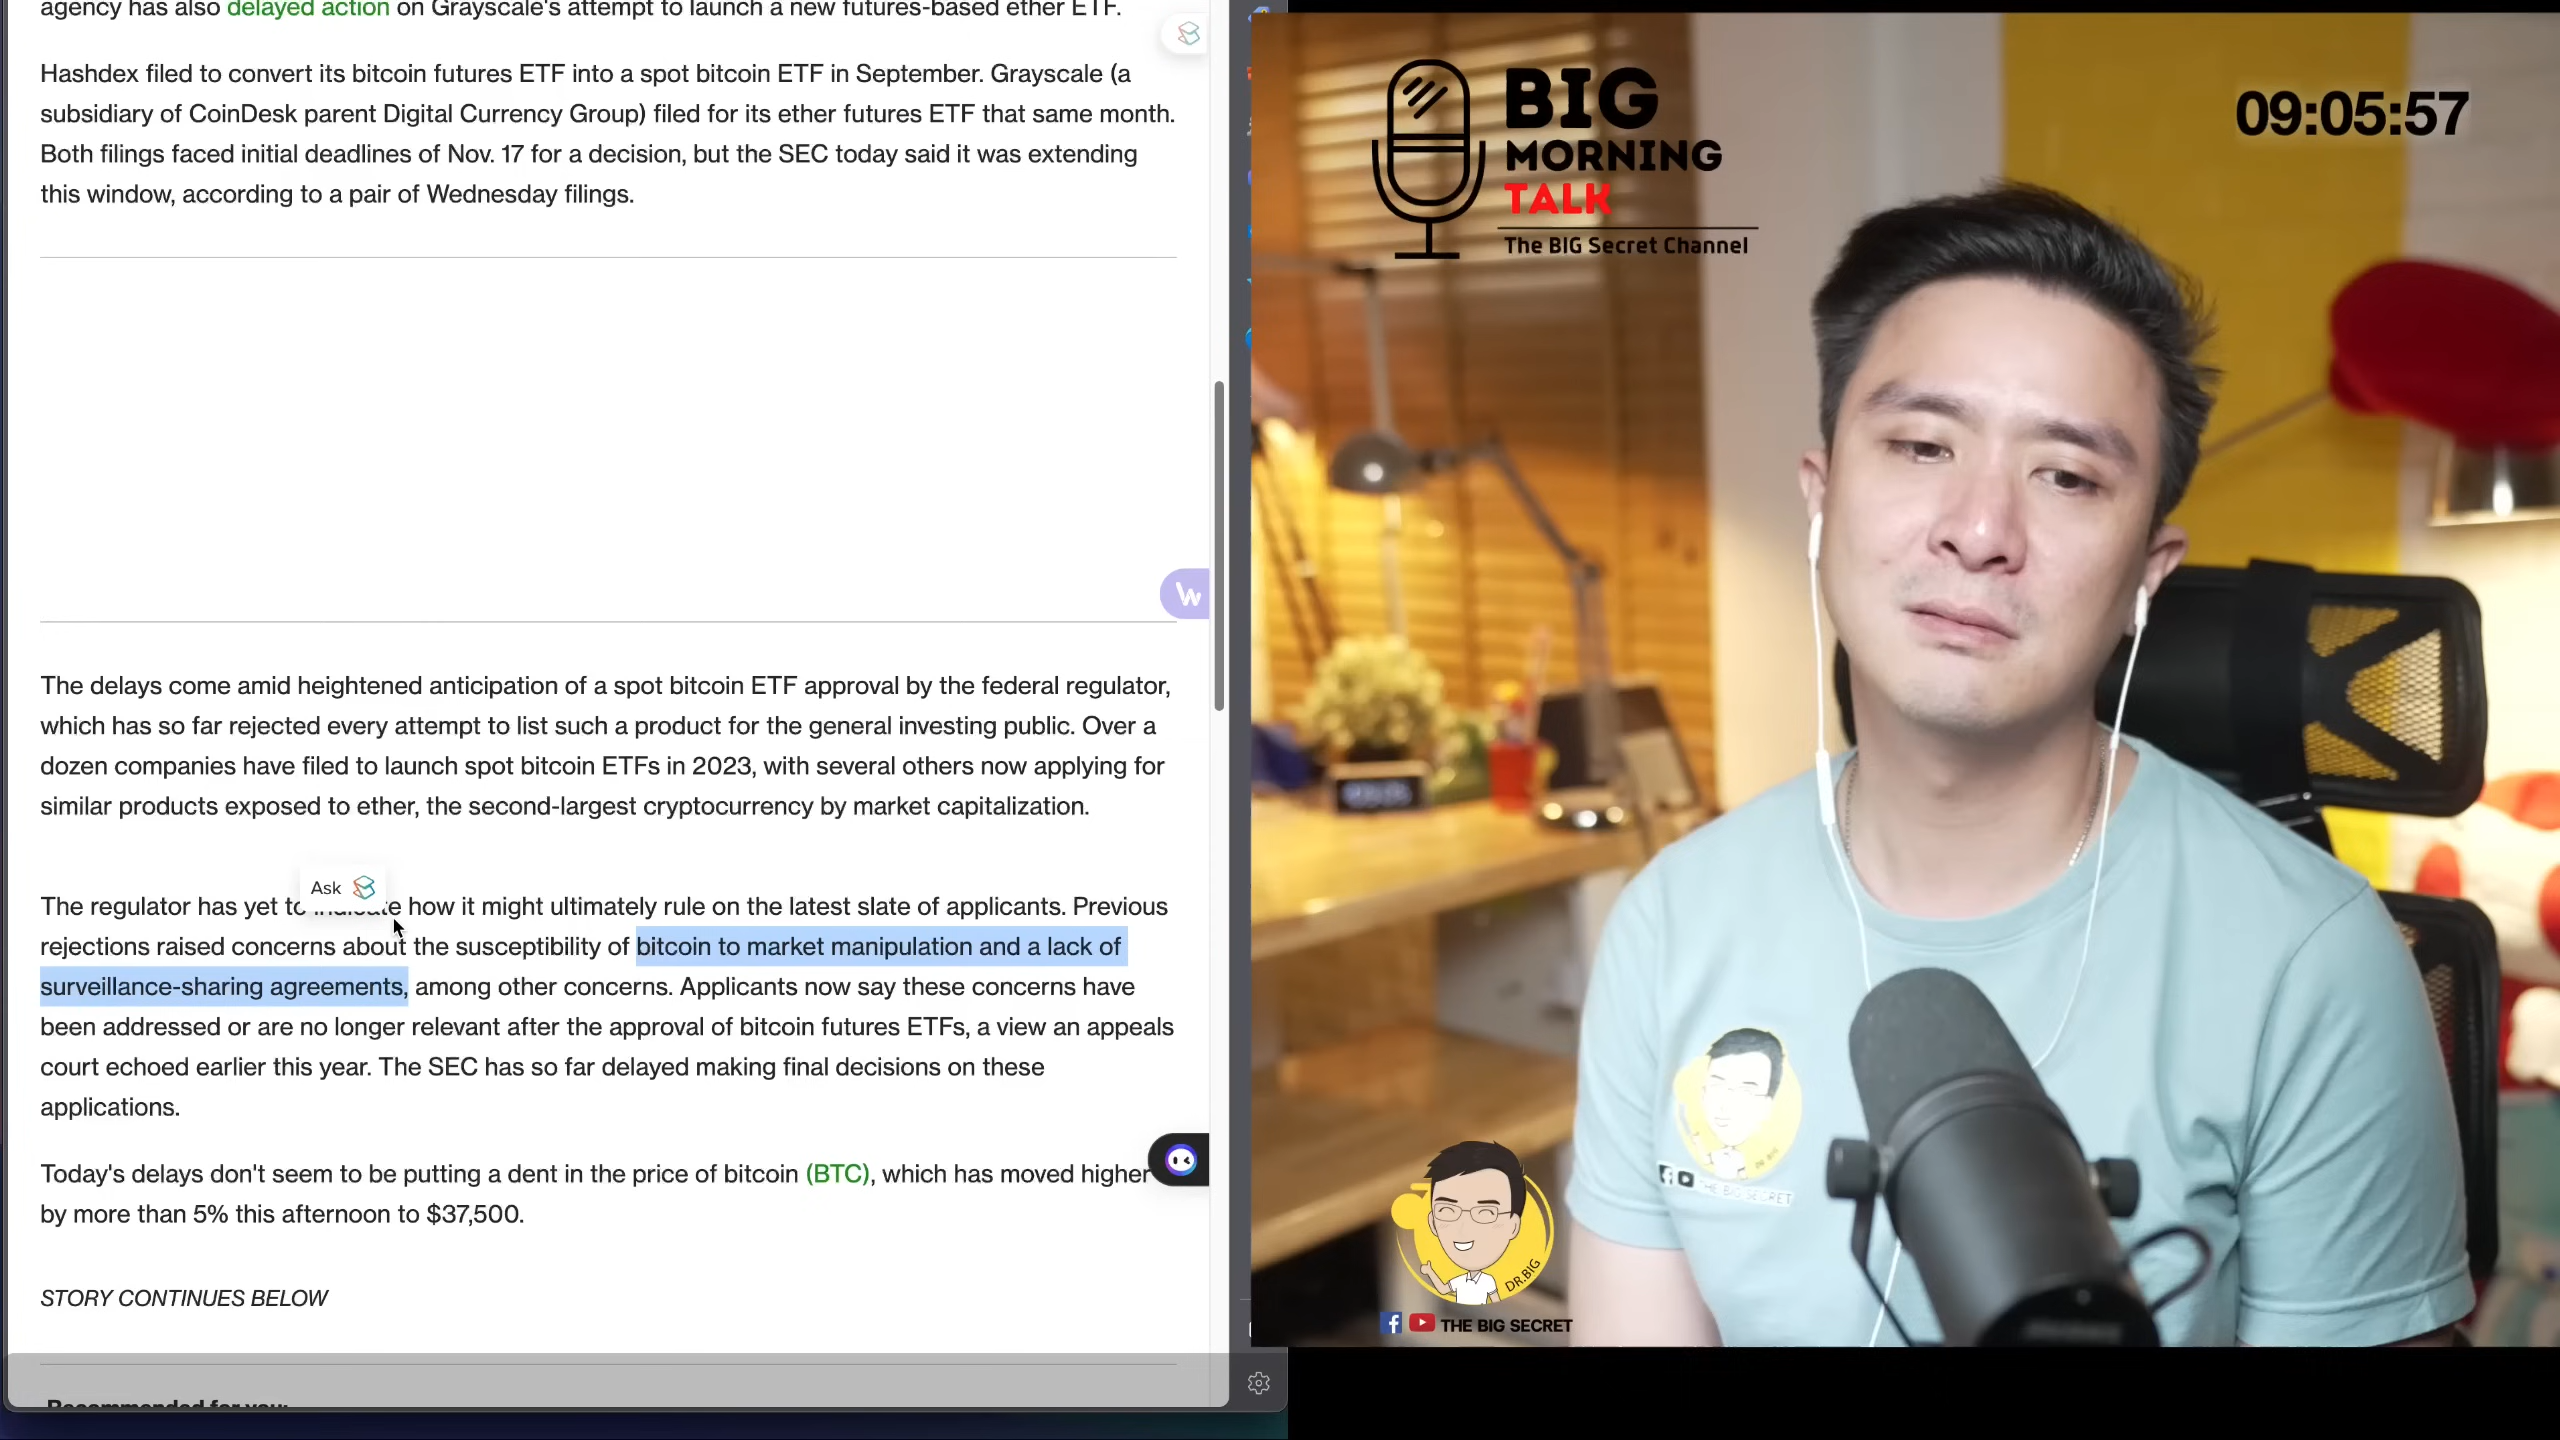 agency has also delayed action on Grayscale's attempt to launch a new futures-based ether ETF.
Hashdex filed to convert its bitcoin futures ETF into a spot bitcoin ETF in September. Grayscale (a
subsidiary of CoinDesk parent Digital Currency Group) filed for its ether futures ETF that same month.
Both filings faced initial deadlines of Nov. 17 for a decision, but the SEC today said it was extending
this window, according to a pair of Wednesday filings.
The delays come amid heightened anticipation of a spot bitcoin ETF approval by the federal regulator,
which has so far rejected every attempt to list such a product for the general investing public. Over a
dozen companies have filed to launch spot bitcoin ETFs in 2023, with several others now applying for
similar products exposed to ether, the second-largest cryptocurrency by market capitalization.
Ask
The regulator has yet to indicate how it might ultimately rule on the latest slate of applicants. Previous
rejections raised concerns about the susceptibility of bitcoin to market manipulation and a lack of
surveillance-sharing agreements, among other concerns. Applicants now say these concerns have
been addressed or are no longer relevant after the approval of bitcoin futures ETFs, a view an appeals
court echoed earlier this year. The SEC has so far delayed making final decisions on these
applications.
Today's delays don't seem to be putting a dent in the price of bitcoin (BTC), which has moved higher
by more than 5% this afternoon to $37,500.
STORY CONTINUES BELOW
Recommended for you:
BIG
MORNING
TALK
The BIG Secret Channel
09:05:57
DR.BIG
THE BIG SECRET
DR BIG
THE BIG SECRET